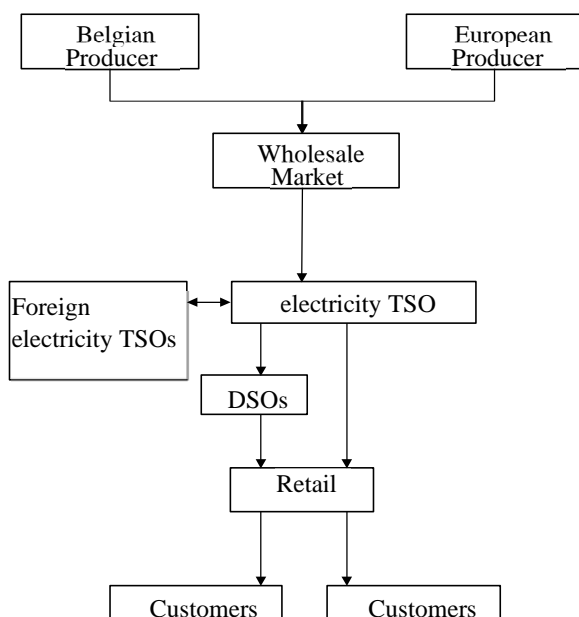 Belgian
Producer
European
Producer
Wholesale
Market
Foreign
electricity TSOs
electricity TSO
DSOs
Retail
Customers
Customers